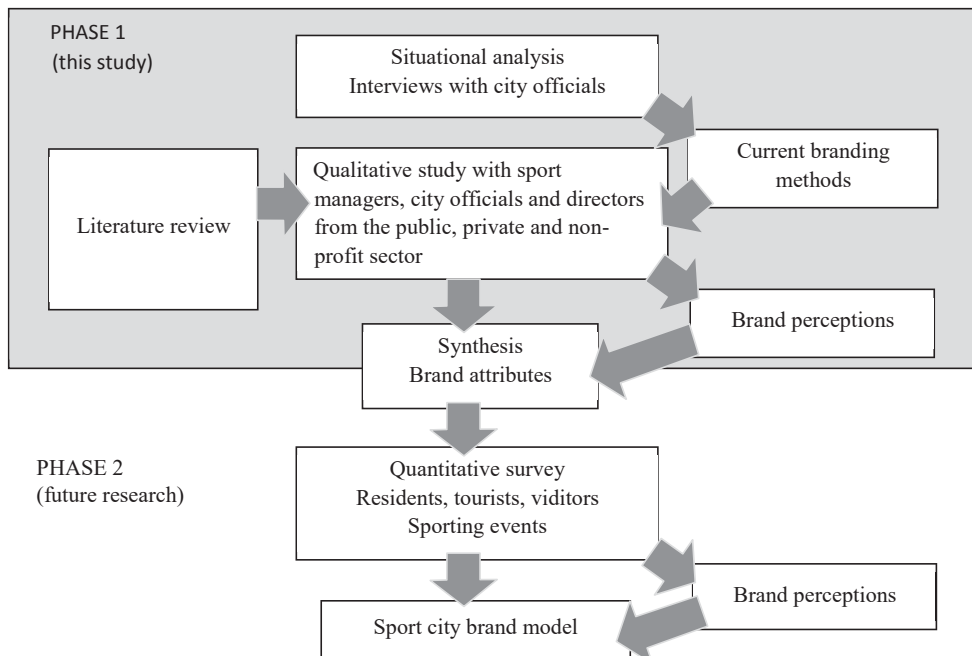 PHASE 1
(this study)
Situational analysis
Interviews with city officials
Current branding
methods
Literature review
Qualitative study with sport
managers, city officials and directors
from the public, private and non-
profit sector
Brand perceptions
Synthesis
Brand attributes
PHASE 2
(future research)
Quantitative survey
Residents, tourists, viditors
Sporting events
Brand perceptions
Sport city brand model